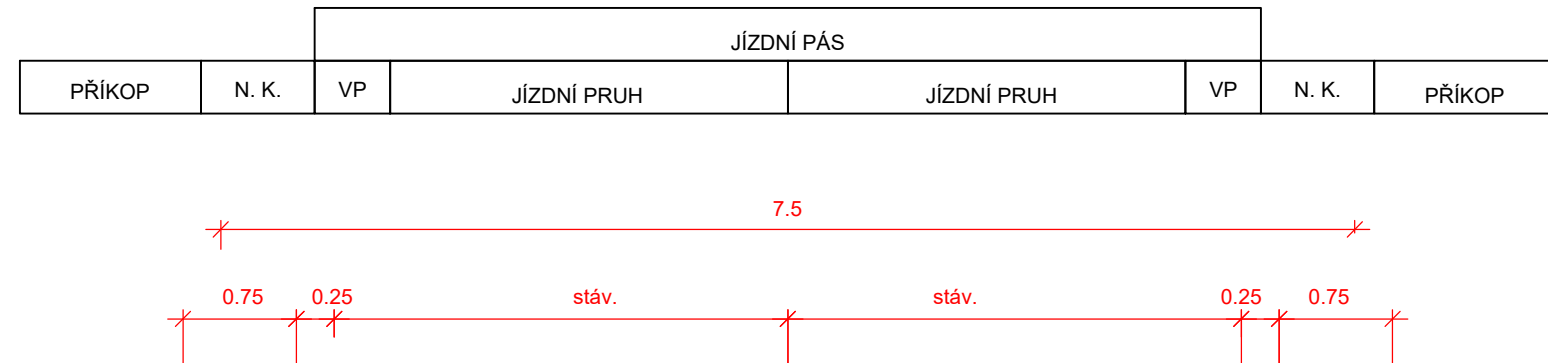 JÍZDNÍ PÁS
PŘÍKOP N. K. VP JÍZDNÍ PRUH JÍZDNÍ PRUH VP N. K. PŘÍKOP
7.5
0.75 0.25 stáv. stáv. 0.25 0.75